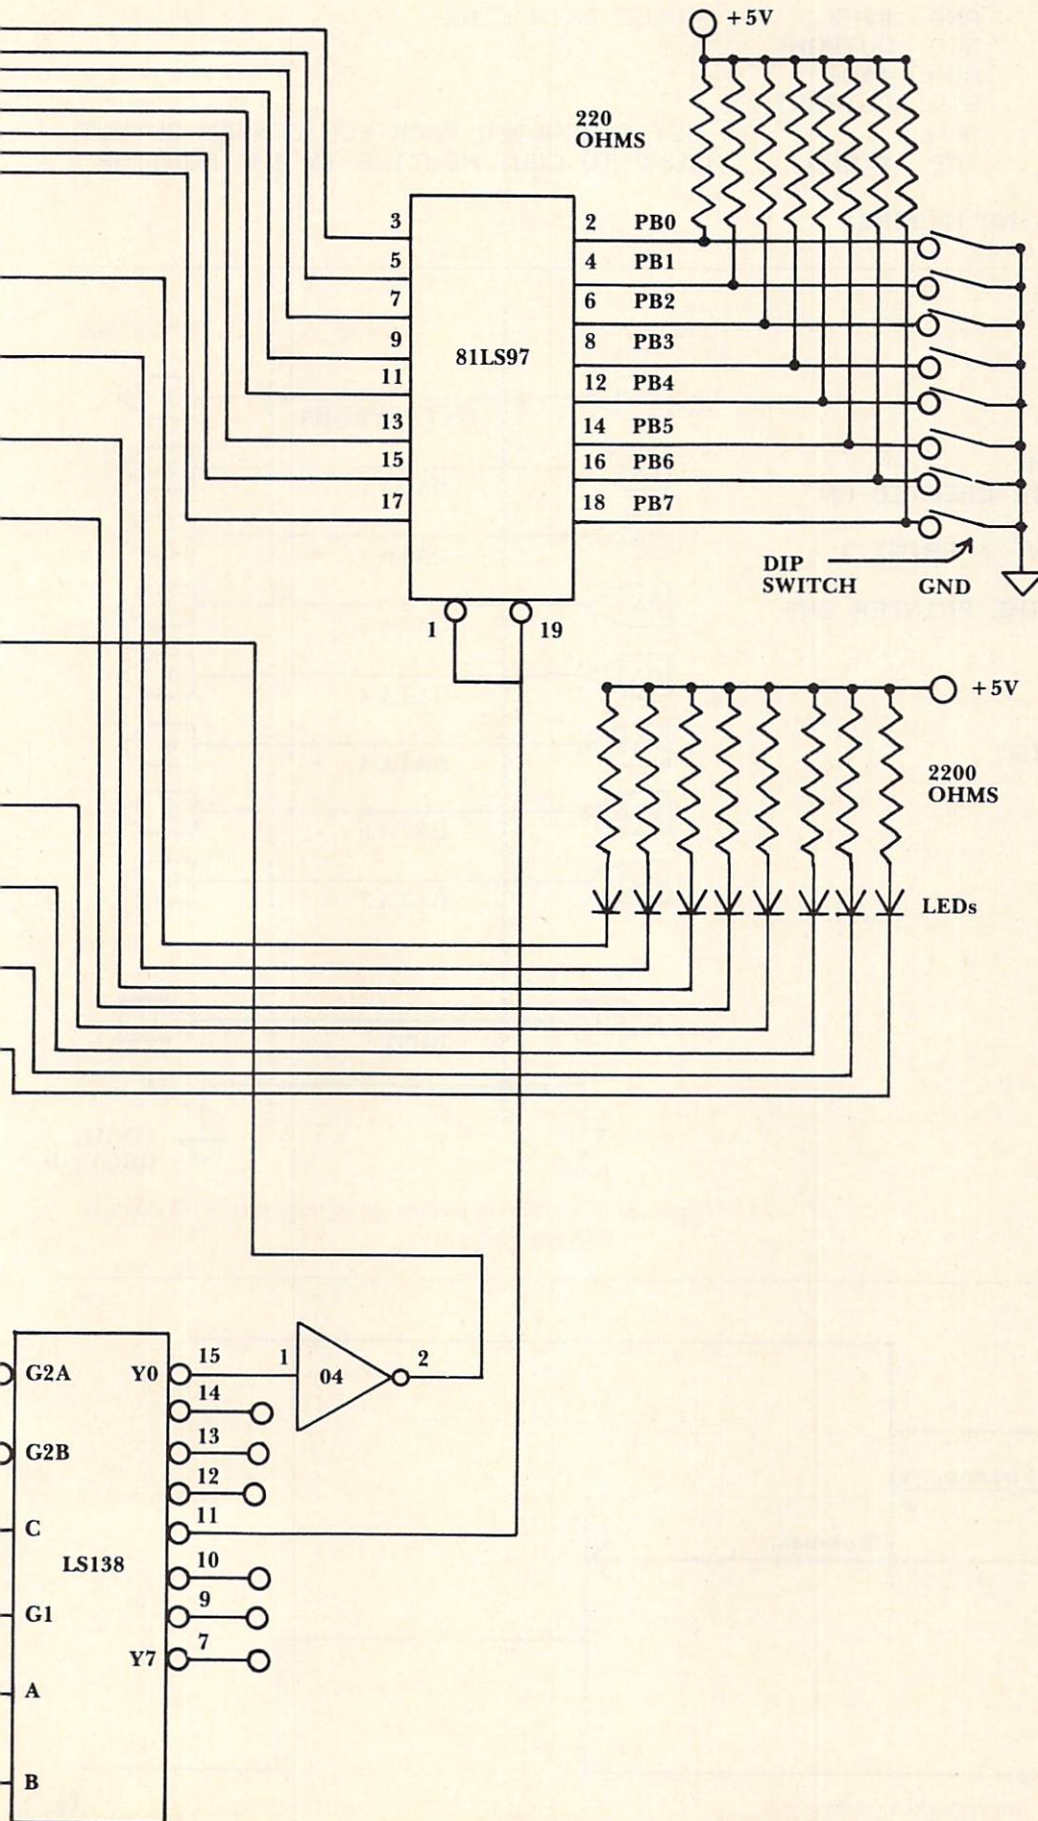 +5V
220
OHMS
3
2 PB0
5
4 PB1
7
6 PB2
9
8 PB3
81LS97
11
12 PB4
13
14 PB5
15
16 PB6
17
18 PB7
DIP
SWITCH
GND
1
19
+5V
2200
OHMS
LEDs
G2A
Y0
15
1
04
2
14
G2B
13
12
C
11
LS138
10
G1
9
Y7
7
A
B